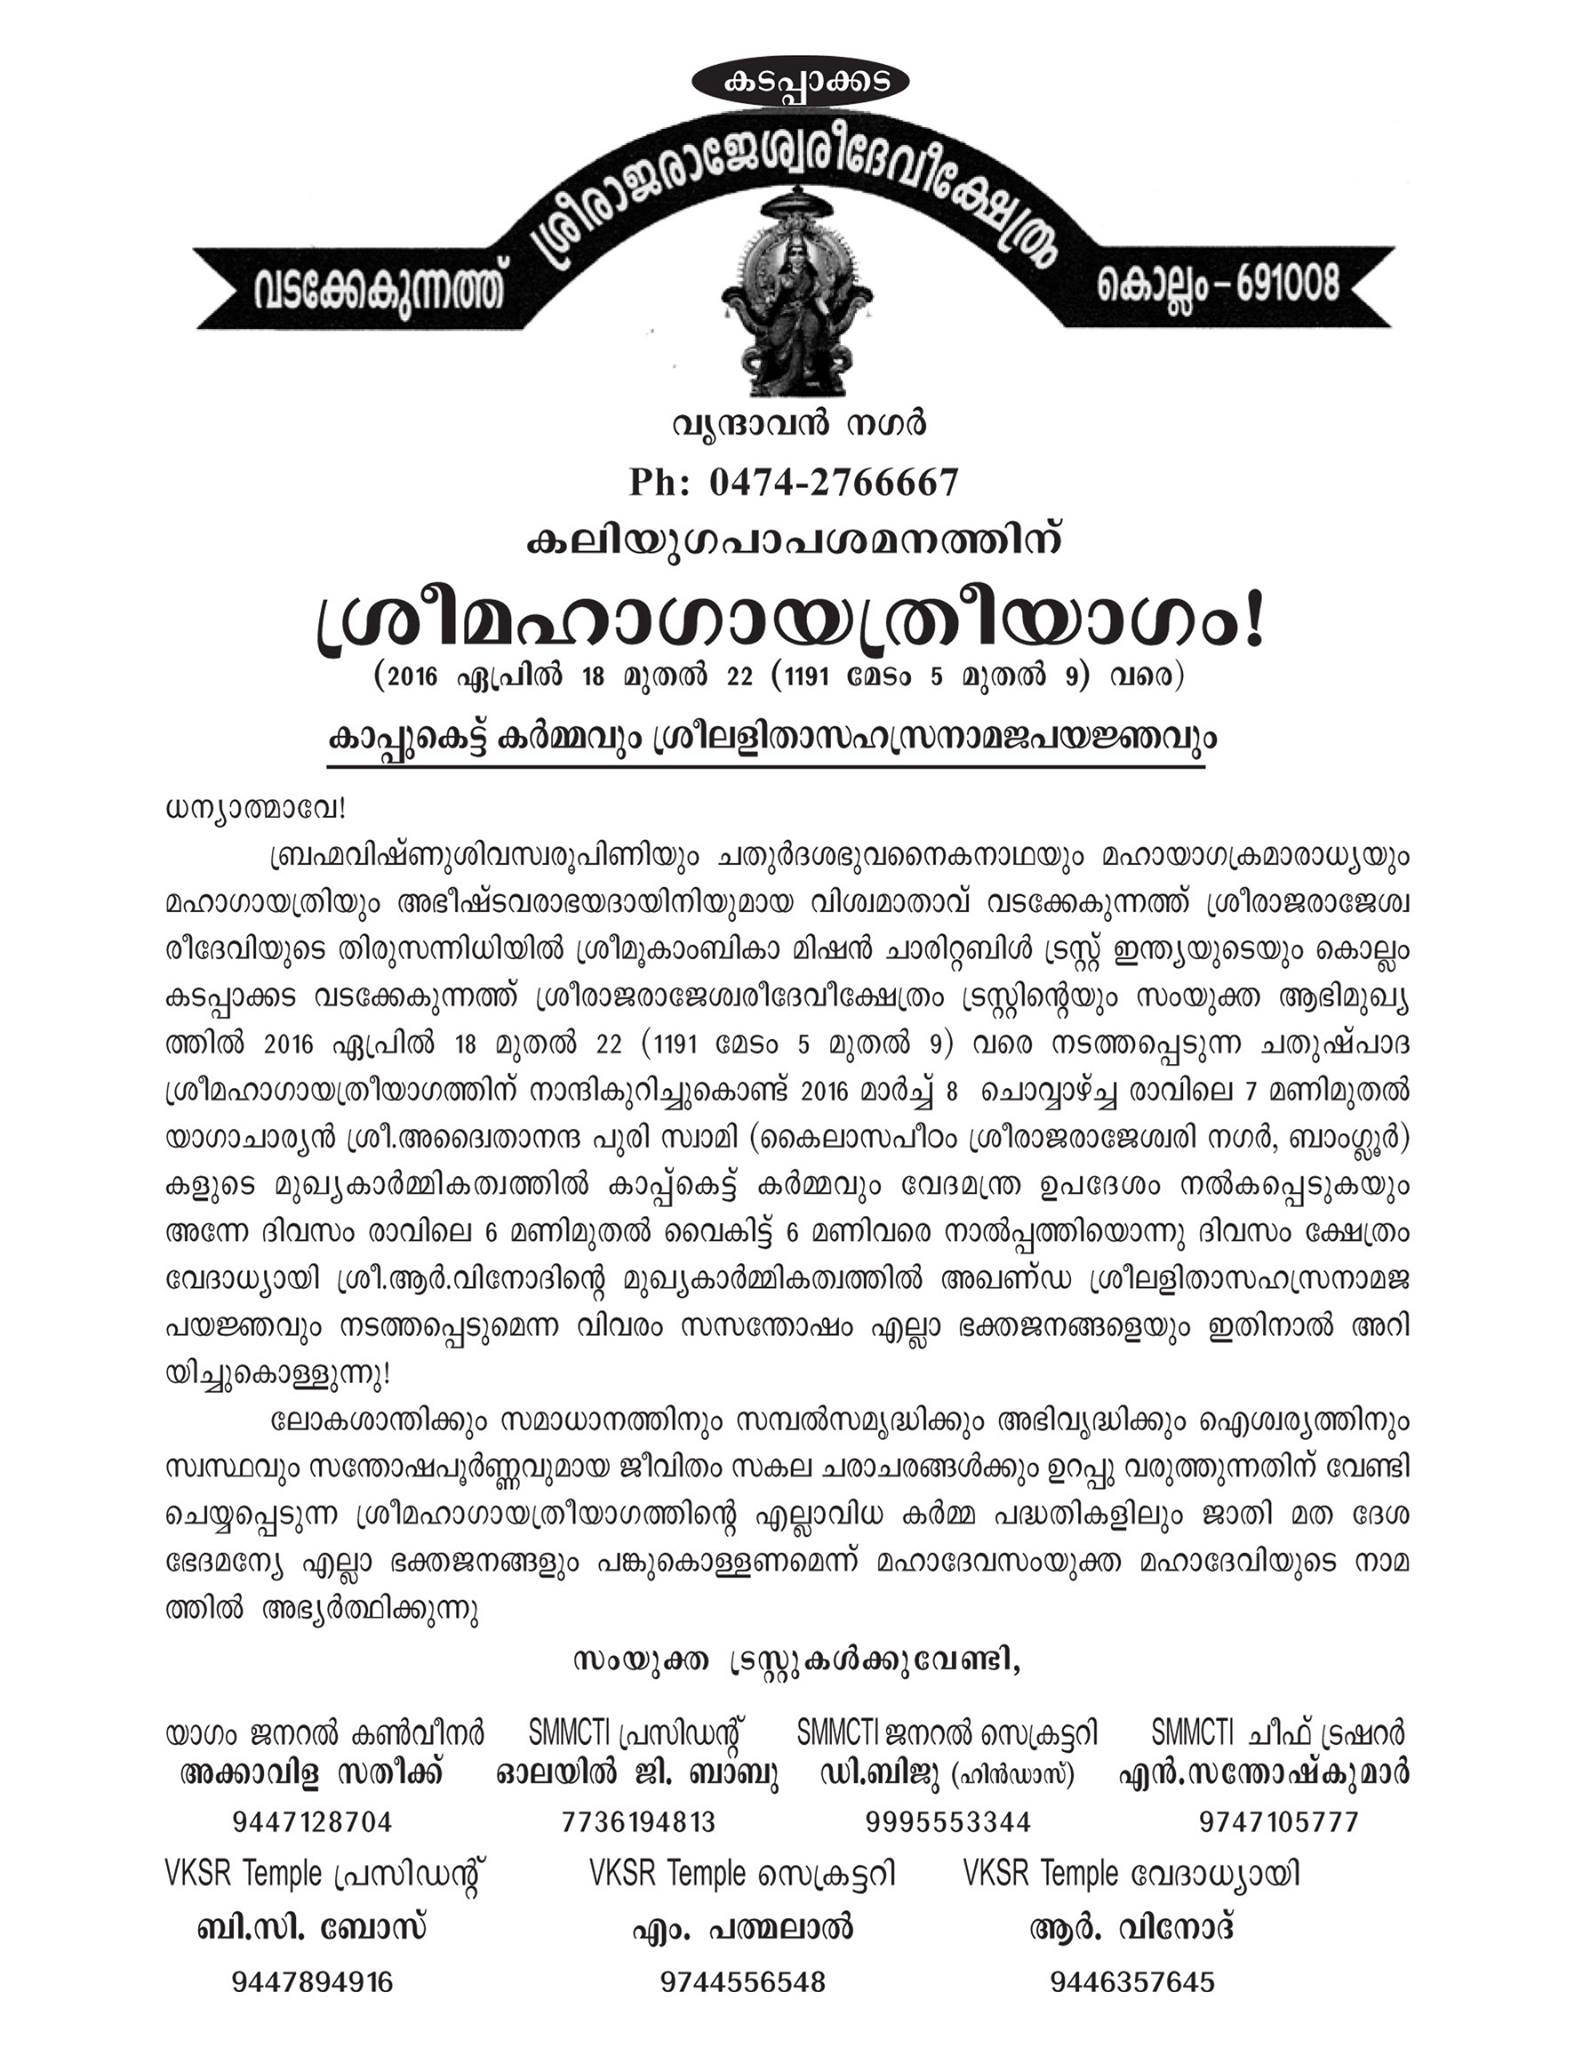 കടപ്പാക്കട
വടക്കേകുന്നത്ത് ശ്രീരാജരാജേശ്വരീദേവീക്ഷേത്രം കൊല്ലം – 691008
വൃന്ദാവൻ നഗർ
Ph: 0474-2766667
കലിയുഗപാപശമനത്തിന്
ശ്രീമഹാഗായത്രീയാഗം!
(2016 ഏപ്രിൽ 18 മുതൽ 22 (1191 മേടം 5 മുതൽ 9) വരെ)
കാപ്പുകെട്ട് കർമ്മവും ശ്രീലളിതാസഹസ്രനാമജപയജ്ഞവും
ധന്യാത്മാവേ!
ബ്രഹ്മവിഷ്ണുശിവസ്വരൂപിണിയും ചതുർദശഭുവനൈകനാഥയും മഹായാഗക്രമാരാധ്യയും
മഹാഗായത്രിയും അഭീഷ്ടവരാഭയദായിനിയുമായ വിശ്വമാതാവ് വടക്കേകുന്നത്ത് ശ്രീരാജരാജേശ്വ
രീദേവിയുടെ തിരുസന്നിധിയിൽ ശ്രീമൂകാംബികാ മിഷൻ ചാരിറ്റബിൾ ട്രസ്റ്റ് ഇന്ത്യയുടെയും കൊല്ലം
കടപ്പാക്കട വടക്കേകുന്നത്ത് ശ്രീരാജരാജേശ്വരീദേവീക്ഷേത്രം ട്രസ്റ്റിന്റെയും സംയുക്ത ആഭിമുഖ്യ
ത്തിൽ 2016 ഏപ്രിൽ 18 മുതൽ 22 (1191 മേടം 5 മുതൽ 9) വരെ നടത്തപ്പെടുന്ന ചതുഷ്പാദ
ശ്രീമഹാഗായത്രീയാഗത്തിന് നാന്ദികുറിച്ചുകൊണ്ട് 2016 മാർച്ച് 8 ചൊവ്വാഴ്ച്ച രാവിലെ 7 മണിമുതൽ
യാഗാചാര്യൻ ശ്രീ.അദ്വൈതാനന്ദ പുരി സ്വാമി (കൈലാസപീഠം ശ്രീരാജരാജേശ്വരി നഗർ, ബാംഗ്ലൂർ)
കളുടെ മുഖ്യകാർമ്മികത്വത്തിൽ കാപ്പ്കെട്ട് കർമ്മവും വേദമന്ത്ര ഉപദേശം നൽകപ്പെടുകയും
അന്നേ ദിവസം രാവിലെ 6 മണിമുതൽ വൈകിട്ട് 6 മണിവരെ നാൽപ്പത്തിയൊന്നു ദിവസം ക്ഷേത്രം
വേദാധ്യായി ശ്രീ.ആർ.വിനോദിന്റെ മുഖ്യകാർമ്മികത്വത്തിൽ അഖണ്ഡ ശ്രീലളിതാസഹസ്രനാമജ
പയജ്ഞവും നടത്തപ്പെടുമെന്ന വിവരം സസന്തോഷം എല്ലാ ഭക്തജനങ്ങളെയും ഇതിനാൽ അറി
യിച്ചുകൊള്ളുന്നു!
ലോകശാന്തിക്കും സമാധാനത്തിനും സമ്പൽസമൃദ്ധിക്കും അഭിവൃദ്ധിക്കും ഐശ്വര്യത്തിനും
സ്വസ്ഥവും സന്തോഷപൂർണ്ണവുമായ ജീവിതം സകല ചരാചരങ്ങൾക്കും ഉറപ്പു വരുത്തുന്നതിന് വേണ്ടി
ചെയ്യപ്പെടുന്ന ശ്രീമഹാഗായത്രീയാഗത്തിന്റെ എല്ലാവിധ കർമ്മ പദ്ധതികളിലും ജാതി മത ദേശ
ഭേദമന്യേ എല്ലാ ഭക്തജനങ്ങളും പങ്കുകൊള്ളണമെന്ന് മഹാദേവസംയുക്ത മഹാദേവിയുടെ നാമ
ത്തിൽ അഭ്യർത്ഥിക്കുന്നു
സംയുക്ത ട്രസ്റ്റുകൾക്കുവേണ്ടി,
യാഗം ജനറൽ കൺവീനർ SMMCTI പ്രസിഡന്റ് SMMCTI ജനറൽ സെക്രട്ടറി SMMCTI ചീഫ് ട്രഷറർ
അക്കാവിള സതീക്ക് ഓലയിൽ ജി. ബാബു ഡി.ബിജു (ഹിൻഡാസ്) എൻ.സന്തോഷ്കുമാർ
9447128704 7736194813 9995553344 9747105777
VKSR Temple പ്രസിഡന്റ് VKSR Temple സെക്രട്ടറി VKSR Temple വേദാധ്യായി
ബി.സി. ബോസ് എം. പത്മലാൽ ആർ. വിനോദ്
9447894916 9744556548 9446357645